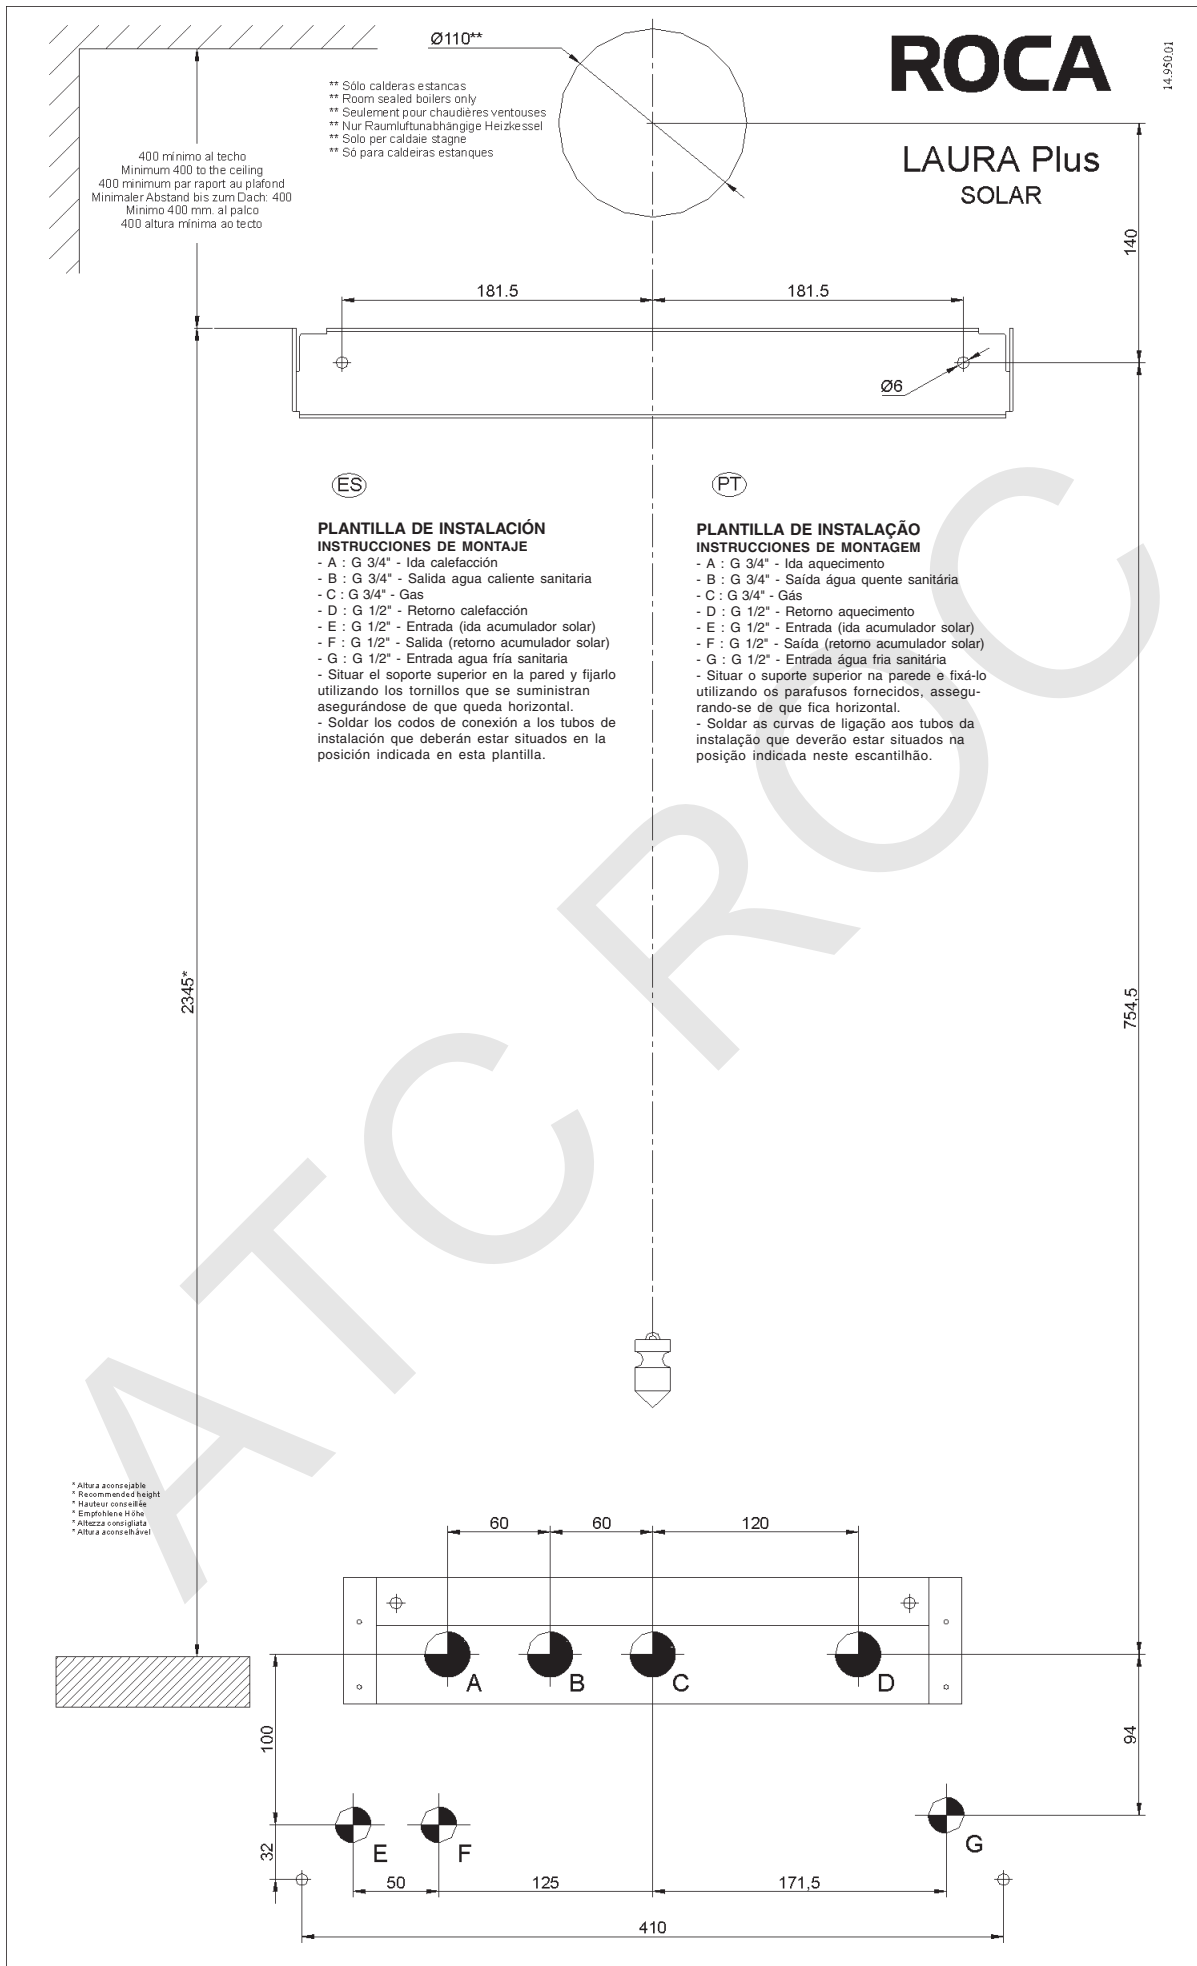 Ø110**
ROCA
14.950.01
** Sólo calderas estancas
** Room sealed boilers only
** Seulement pour chaudières ventouses
** Nur Raumluftunabhängige Heizkessel
** Solo per caldaie stagne
** Só para caldeiras estanques
LAURA Plus
SOLAR
400 mínimo al techo
Minimum 400 to the ceiling
400 minimum par raport au plafond
Minimaler Abstand bis zum Dach: 400
Minimo 400 mm. al palco
400 altura mínima ao tecto
140
181.5
181.5
Ø6
ES
PLANTILLA DE INSTALACIÓN
INSTRUCCIONES DE MONTAJE
- A : G 3/4" - Ida calefacción
- B : G 3/4" - Salida agua caliente sanitaria
- C : G 3/4" - Gas
- D : G 1/2" - Retorno calefacción
- E : G 1/2" - Entrada (ida acumulador solar)
- F : G 1/2" - Salida (retorno acumulador solar)
- G : G 1/2" - Entrada agua fría sanitaria
- Situar el soporte superior en la pared y fijarlo
utilizando los tornillos que se suministran
asegurándose de que queda horizontal.
- Soldar los codos de conexión a los tubos de
instalación que deberán estar situados en la
posición indicada en esta plantilla.
PT
PLANTILLA DE INSTALAÇÃO
INSTRUCCIONES DE MONTAGEM
- A : G 3/4" - Ida aquecimento
- B : G 3/4" - Saída água quente sanitária
- C : G 3/4" - Gás
- D : G 1/2" - Retorno aquecimento
- E : G 1/2" - Entrada (ida acumulador solar)
- F : G 1/2" - Saída (retorno acumulador solar)
- G : G 1/2" - Entrada água fria sanitária
- Situar o suporte superior na parede e fixá-lo
utilizando os parafusos fornecidos, assegu-
rando-se de que fica horizontal.
- Soldar as curvas de ligação aos tubos da
instalação que deverão estar situados na
posição indicada neste escantilhão.
2345*
754,5
ATC ROC
* Altura aconsejable
* Recommended height
* Hauteur conseillée
* Empfohlene Höhe
* Altezza consigliata
* Altura aconselhável
60
60
120
A
B
C
D
100
94
E
F
G
32
50
125
171,5
410